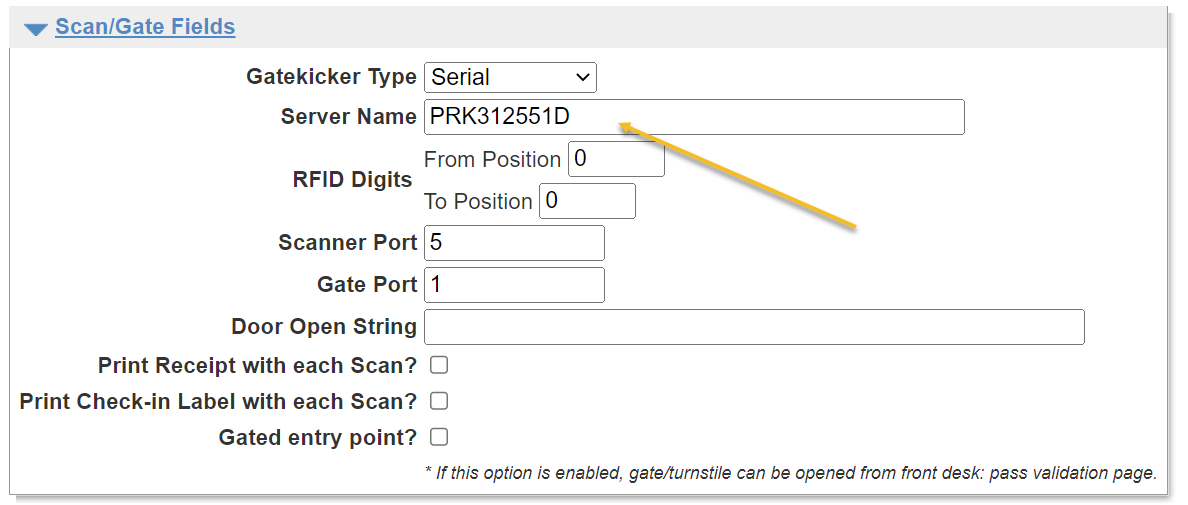 Scan/Gate Fields
Gatekicker Type Serial
Server Name PRK312551D
RFID Digits
From Position 0
To Position 0
Scanner Port 5
Gate Port 1
Door Open String
Print Receipt with each Scan?
Print Check-in Label with each Scan?
Gated entry point?
* If this option is enabled, gate/turnstile can be opened from front desk: pass validation page.